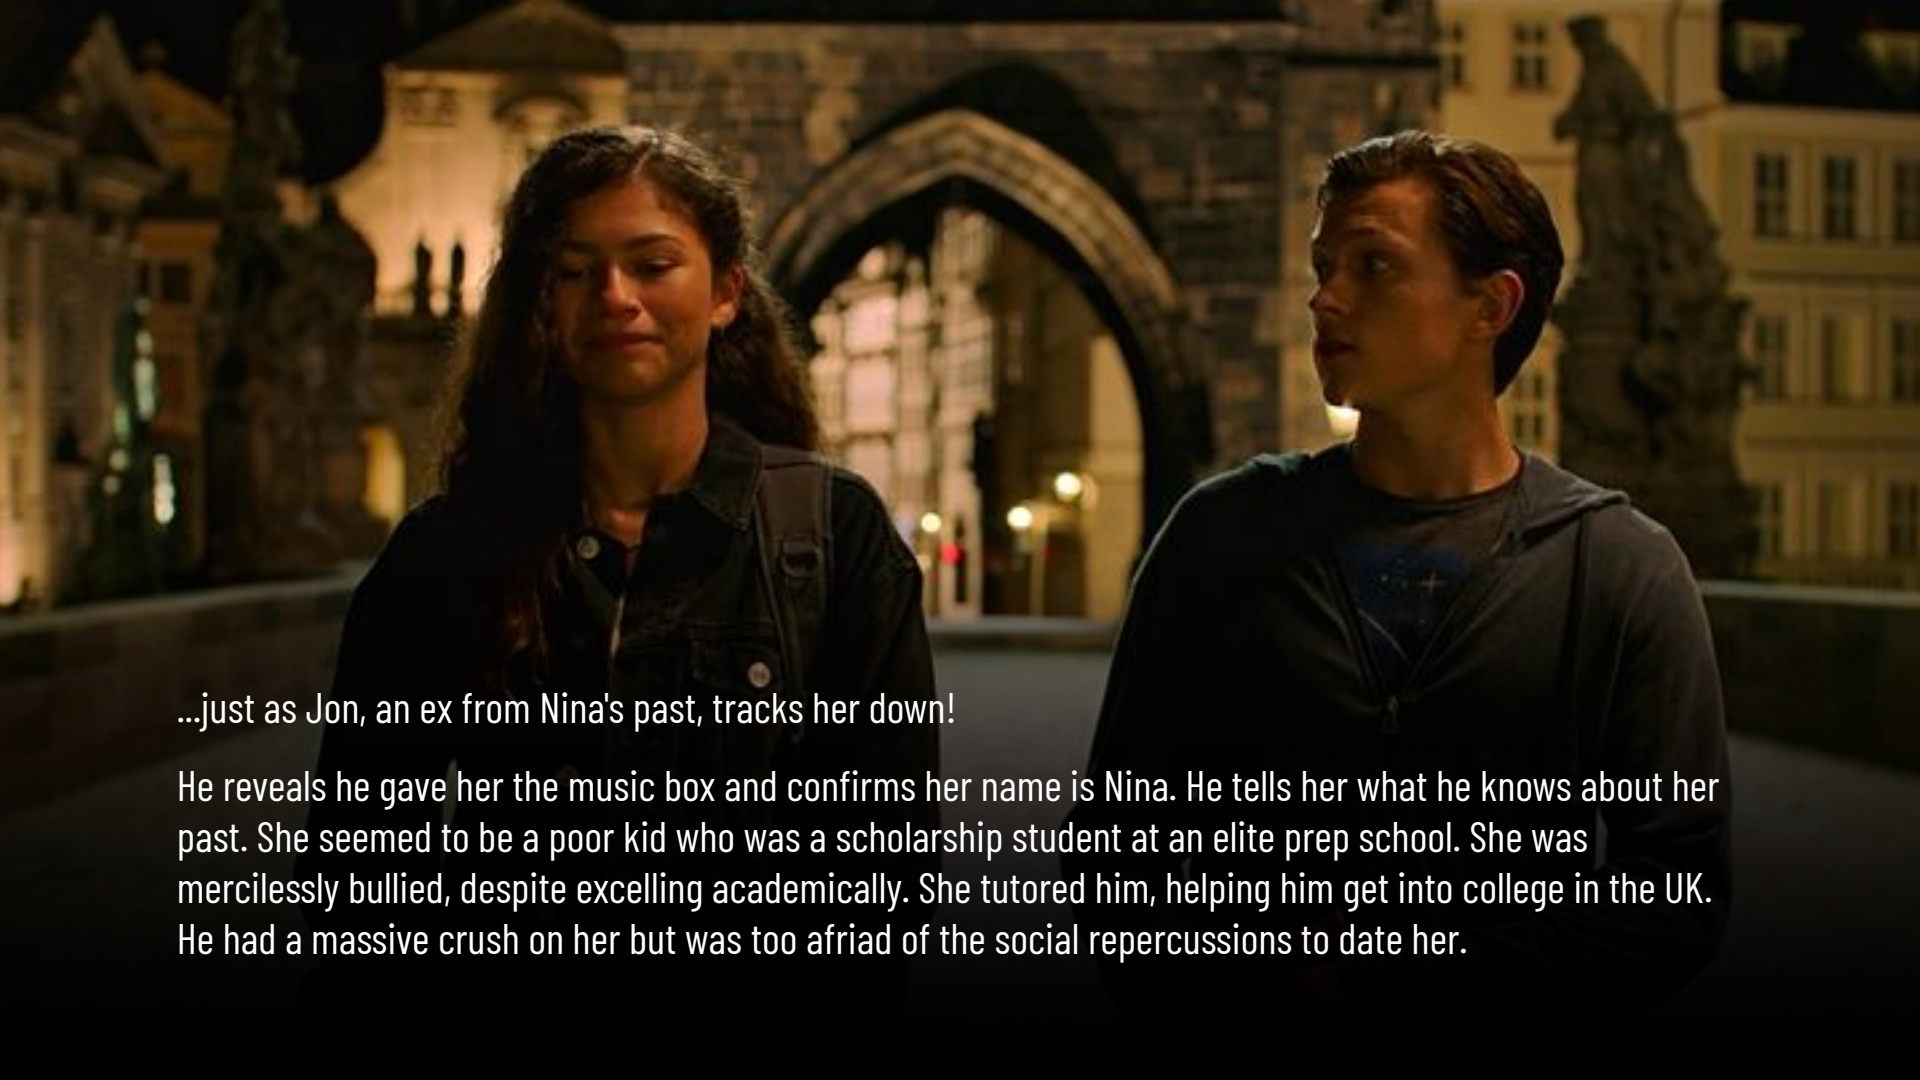 ...just as Jon, an ex from Nina's past, tracks her down!
He reveals he gave her the music box and confirms her name is Nina. He tells her what he knows about her
past. She seemed to be a poor kid who was a scholarship student at an elite prep school. She was
mercilessly bullied, despite excelling academically. She tutored him, helping him get into college in the UK.
He had a massive crush on her but was too afriad of the social repercussions to date her.